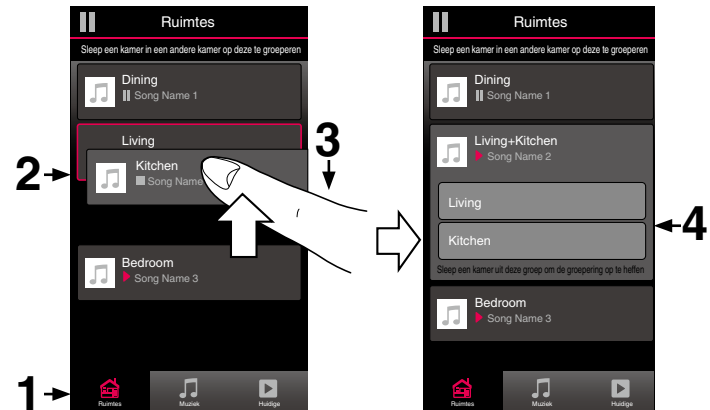 Ruimtes
Sleep een kamer in een andere kamer op deze te groeperen
Dining
Song Name 1
Living
Kitchen
Song Name
Bedroom
Song Name 3
Ruimtes
Muziek
Huidige
1
2
3
Ruimtes
Sleep een kamer in een andere kamer op deze te groeperen
Dining
Song Name 1
Living+Kitchen
Song Name 2
Living
Kitchen
Sleep een kamer uit deze groep om de groepering op te heffen
Bedroom
Song Name 3
Ruimtes
Muziek
Huidige
4